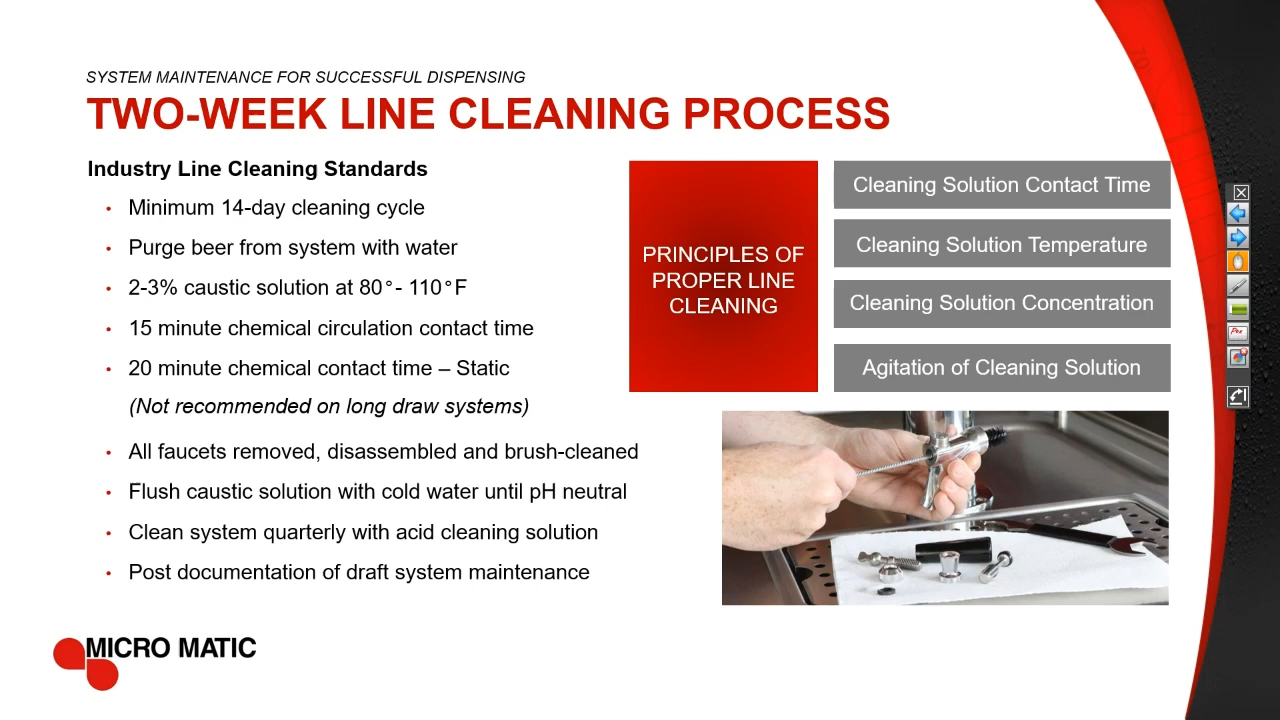 SYSTEM MAINTENANCE FOR SUCCESSFUL DISPENSING
TWO-WEEK LINE CLEANING PROCESS
Industry Line Cleaning Standards
• Minimum 14-day cleaning cycle
• Purge beer from system with water
• 2-3% caustic solution at 80°- 110°F
• 15 minute chemical circulation contact time
• 20 minute chemical contact time – Static
(Not recommended on long draw systems)
• All faucets removed, disassembled and brush-cleaned
• Flush caustic solution with cold water until pH neutral
• Clean system quarterly with acid cleaning solution
• Post documentation of draft system maintenance
PRINCIPLES OF
PROPER LINE
CLEANING
Cleaning Solution Contact Time
Cleaning Solution Temperature
Cleaning Solution Concentration
Agitation of Cleaning Solution
MICRO MATIC
70°
Pen